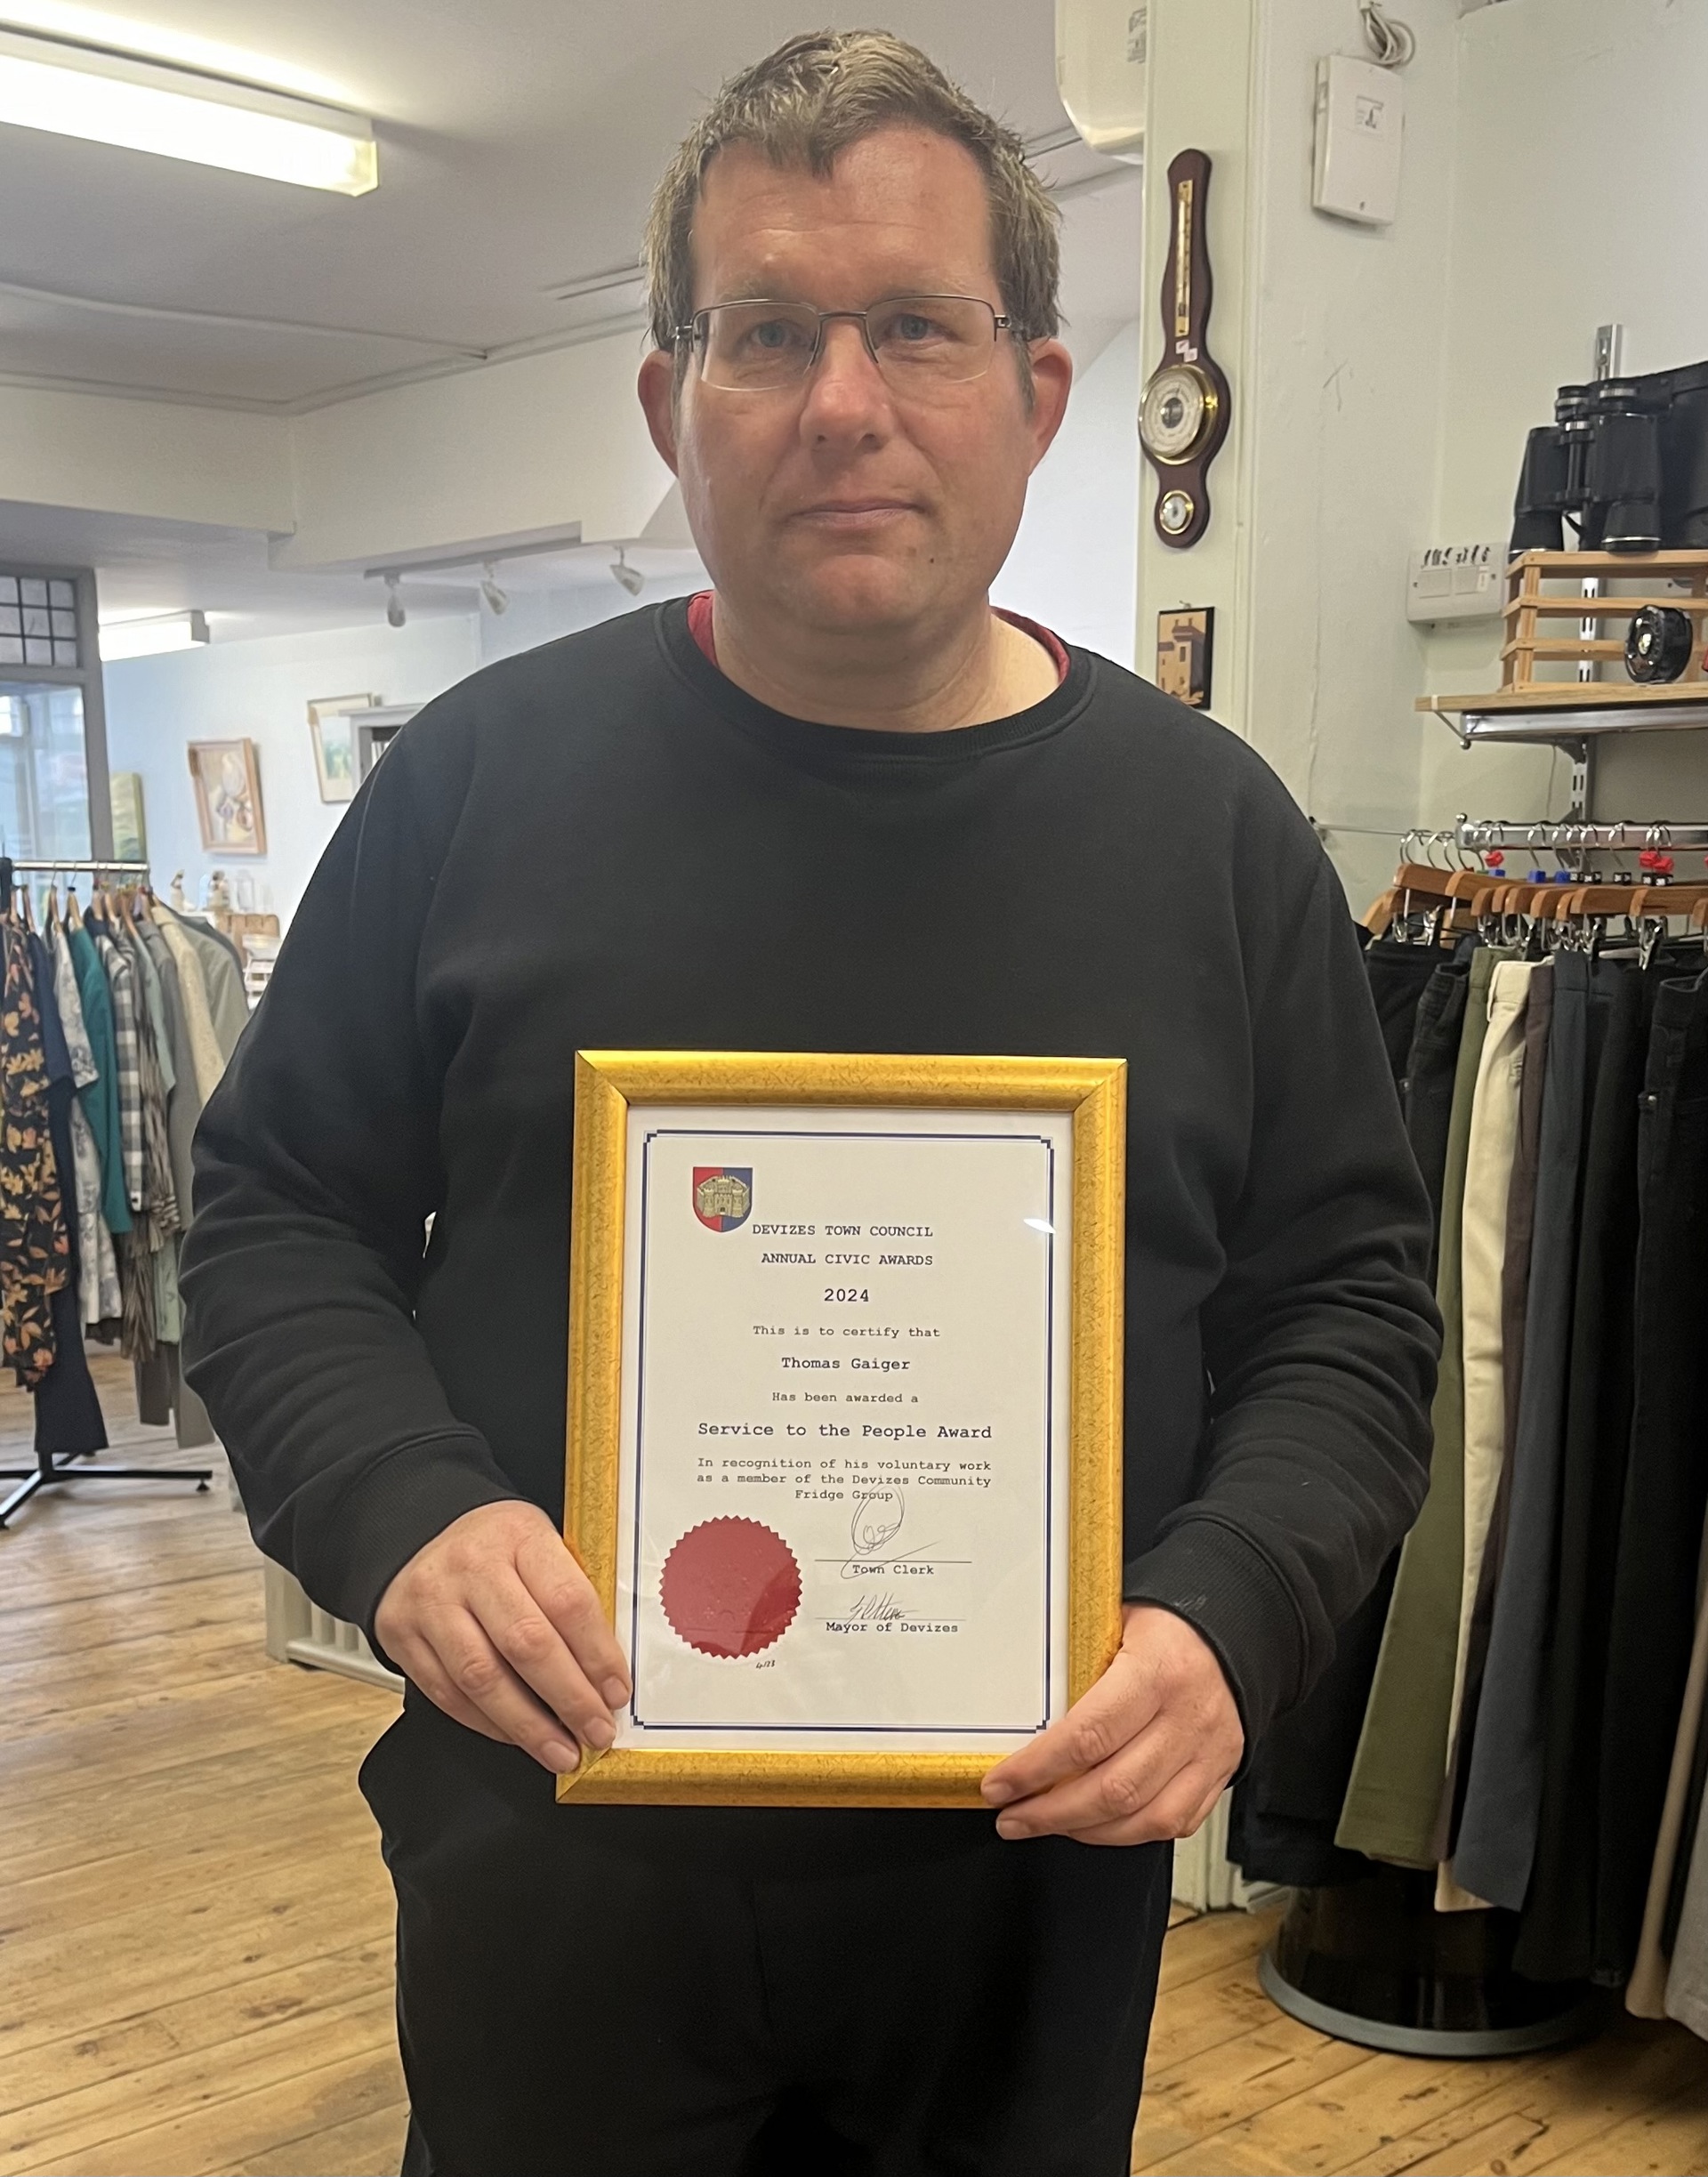 DEVIZES TOWN COUNCIL
ANNUAL CIVIC AWARDS
2024
This is to certify that
Thomas Gaiger
Has been awarded a
Service to the People Award
In recognition of his voluntary work
as a member of the Devizes Community
Fridge Group
Town Clerk
Mayor of Devizes